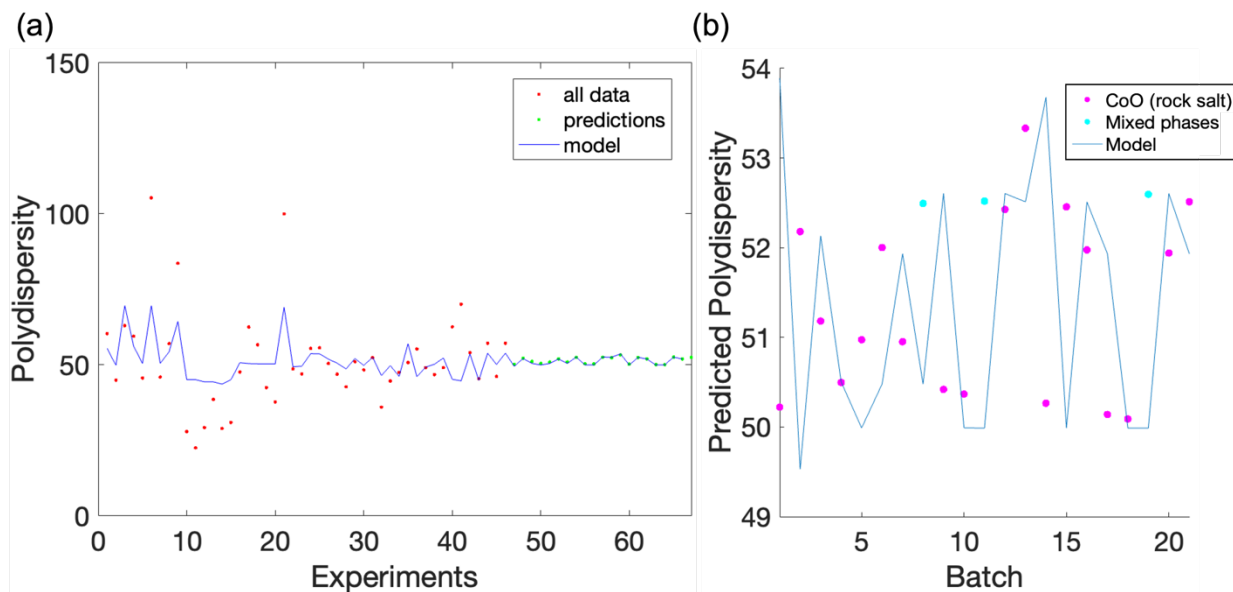 (a)
150
100
50
0
Polydispersity
all data
predictions
model
0 10 20 30 40 50 60
Experiments
(b)
54
53
52
51
50
49
Predicted Polydispersity
CoO (rock salt)
Mixed phases
Model
5 10 15 20
Batch